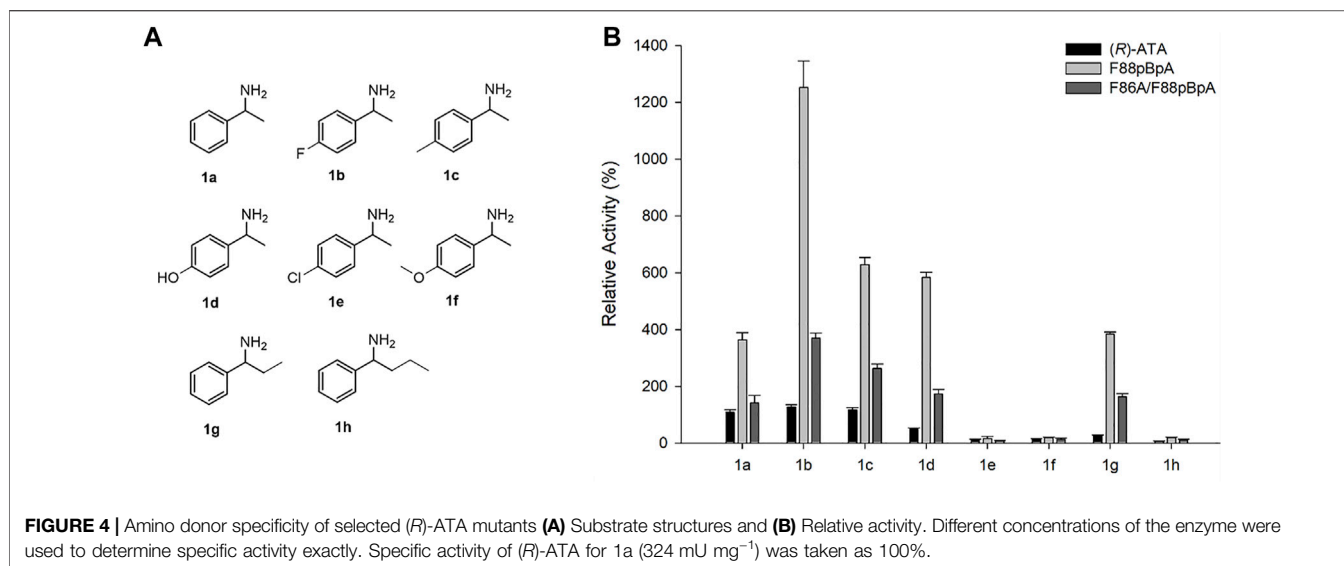 A
NH2
1a
NH2
F
1b
NH2
1c
NH2
HO
1d
NH2
Cl
1e
NH2
O
1f
NH2
1g
NH2
1h
B
(R)-ATA
F88pBpA
F86A/F88pBpA
Relative Activity (%)
1400
1200
1000
800
600
400
200
0
1a 1b 1c 1d 1e 1f 1g 1h
FIGURE 4 | Amino donor specificity of selected (R)-ATA mutants (A) Substrate structures and (B) Relative activity. Different concentrations of the enzyme were
used to determine specific activity exactly. Specific activity of (R)-ATA for 1a (324 mU mg−1) was taken as 100%.